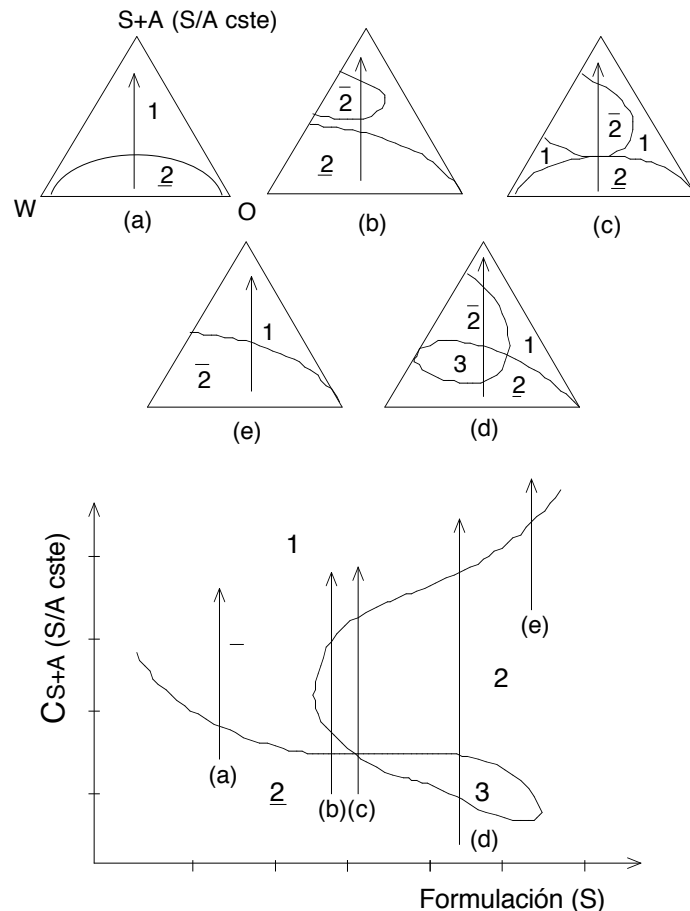 S+A (S/A cste)
1
2
W
O
(a)
2
2
(b)
2
1
1
2
(c)
1
2
(e)
2
1
3
2
(d)
CS+A (S/A cste)
1
(e)
2
(a)
2
(b)
(c)
3
(d)
Formulación (S)